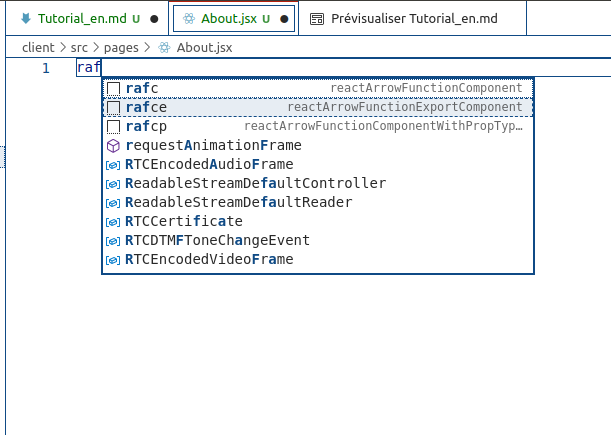 Tutorial_en.md U ● About.jsx U ● Prévisualiser Tutorial_en.md
client > src > pages > About.jsx
1 raf
rafc reactArrowFunctionComponent
rafce reactArrowFunctionExportComponent
rafcp reactArrowFunctionComponentWithPropTyp…
requestAnimationFrame
RTCEncodedAudioFrame
ReadableStreamDefaultController
ReadableStreamDefaultReader
RTCCertificate
RTCDTMFToneChangeEvent
RTCEncodedVideoFrame